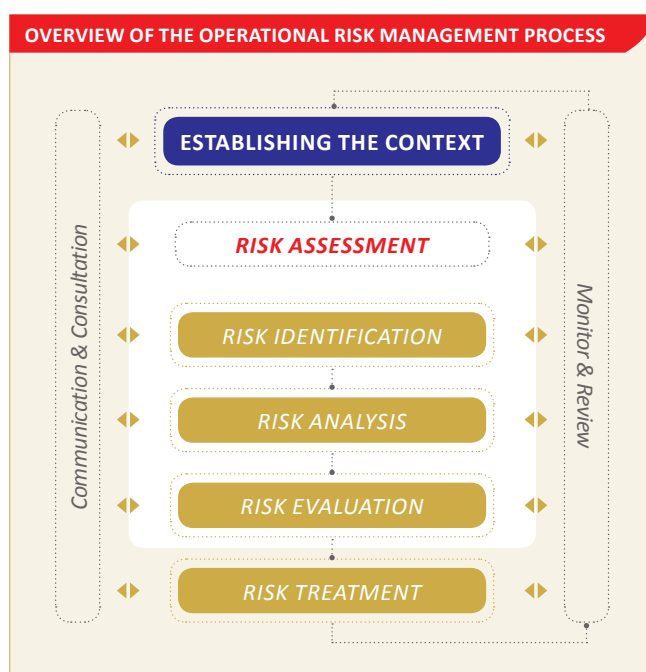 OVERVIEW OF THE OPERATIONAL RISK MANAGEMENT PROCESS
ESTABLISHING THE CONTEXT
RISK ASSESSMENT
Communication & Consultation
RISK IDENTIFICATION
Monitor & Review
RISK ANALYSIS
RISK EVALUATION
RISK TREATMENT